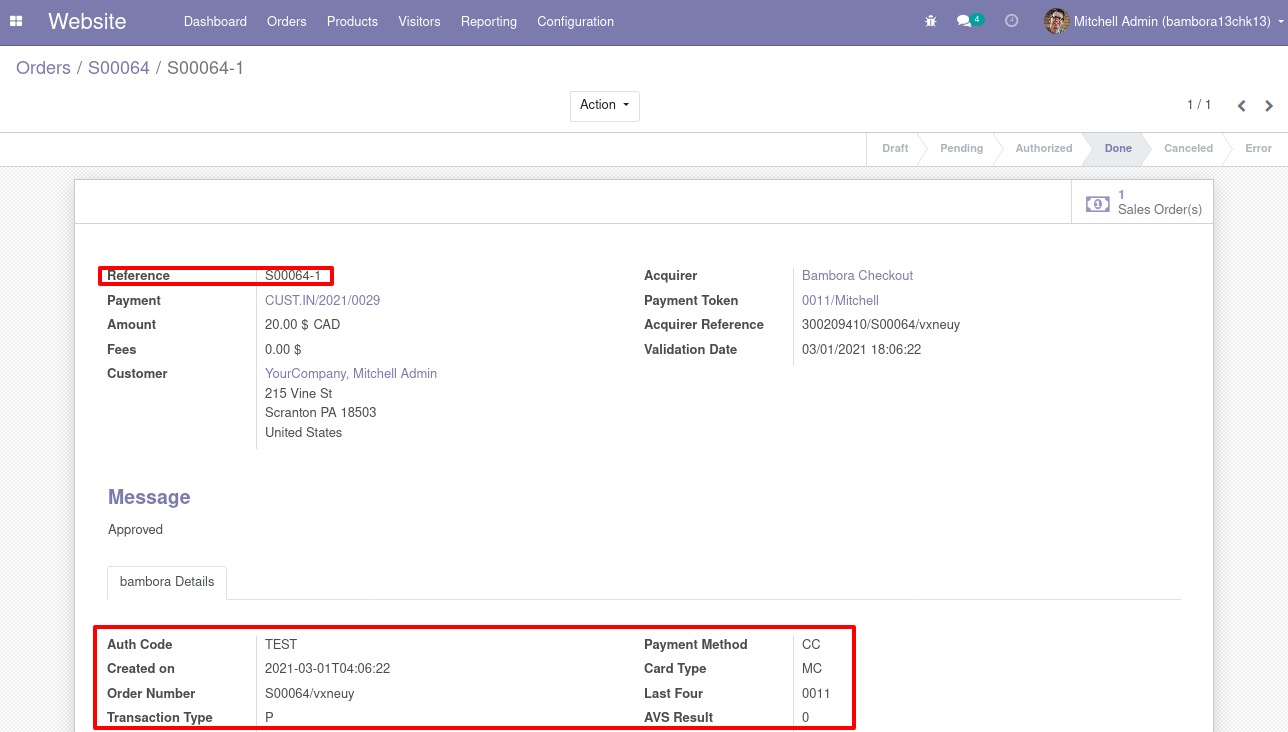 Website Dashboard Orders Products Visitors Reporting Configuration 4 Mitchell Admin (bambora13chk13)
Orders / S00064 / S00064-1
Action 1 / 1
Draft Pending Authorized Done Canceled Error
1
Sales Order(s)
Reference S00064-1 Acquirer Bambora Checkout
Payment CUST.IN/2021/0029 Payment Token 0011/Mitchell
Amount 20.00 $ CAD Acquirer Reference 300209410/S00064/vxneuy
Fees 0.00 $ Validation Date 03/01/2021 18:06:22
Customer YourCompany, Mitchell Admin
215 Vine St
Scranton PA 18503
United States
Message
Approved
bambora Details
Auth Code TEST Payment Method CC
Created on 2021-03-01T04:06:22 Card Type MC
Order Number S00064/vxneuy Last Four 0011
Transaction Type P AVS Result 0